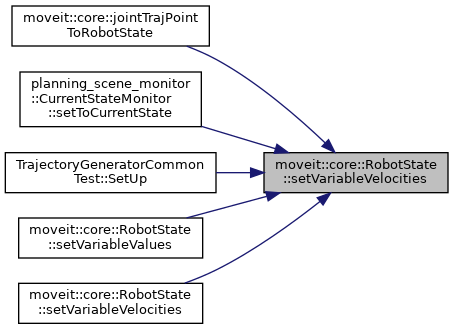 moveit::core::jointTrajPoint
ToRobotState
planning_scene_monitor
::CurrentStateMonitor
::setToCurrentState
TrajectoryGeneratorCommon
Test::SetUp
moveit::core::RobotState
::setVariableValues
moveit::core::RobotState
::setVariableVelocities
moveit::core::RobotState
::setVariableVelocities